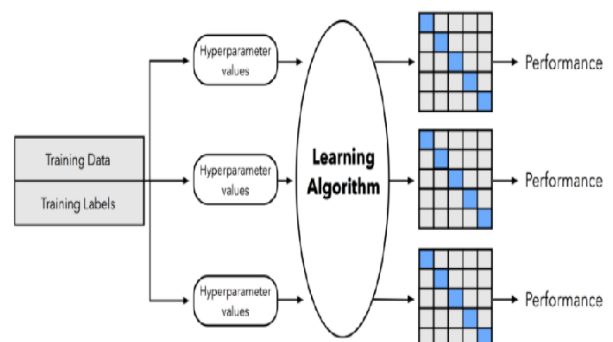 Hyperparameter
values
Performance
Training Data
Training Labels
Hyperparameter
values
Learning
Algorithm
Performance
Hyperparameter
values
Performance